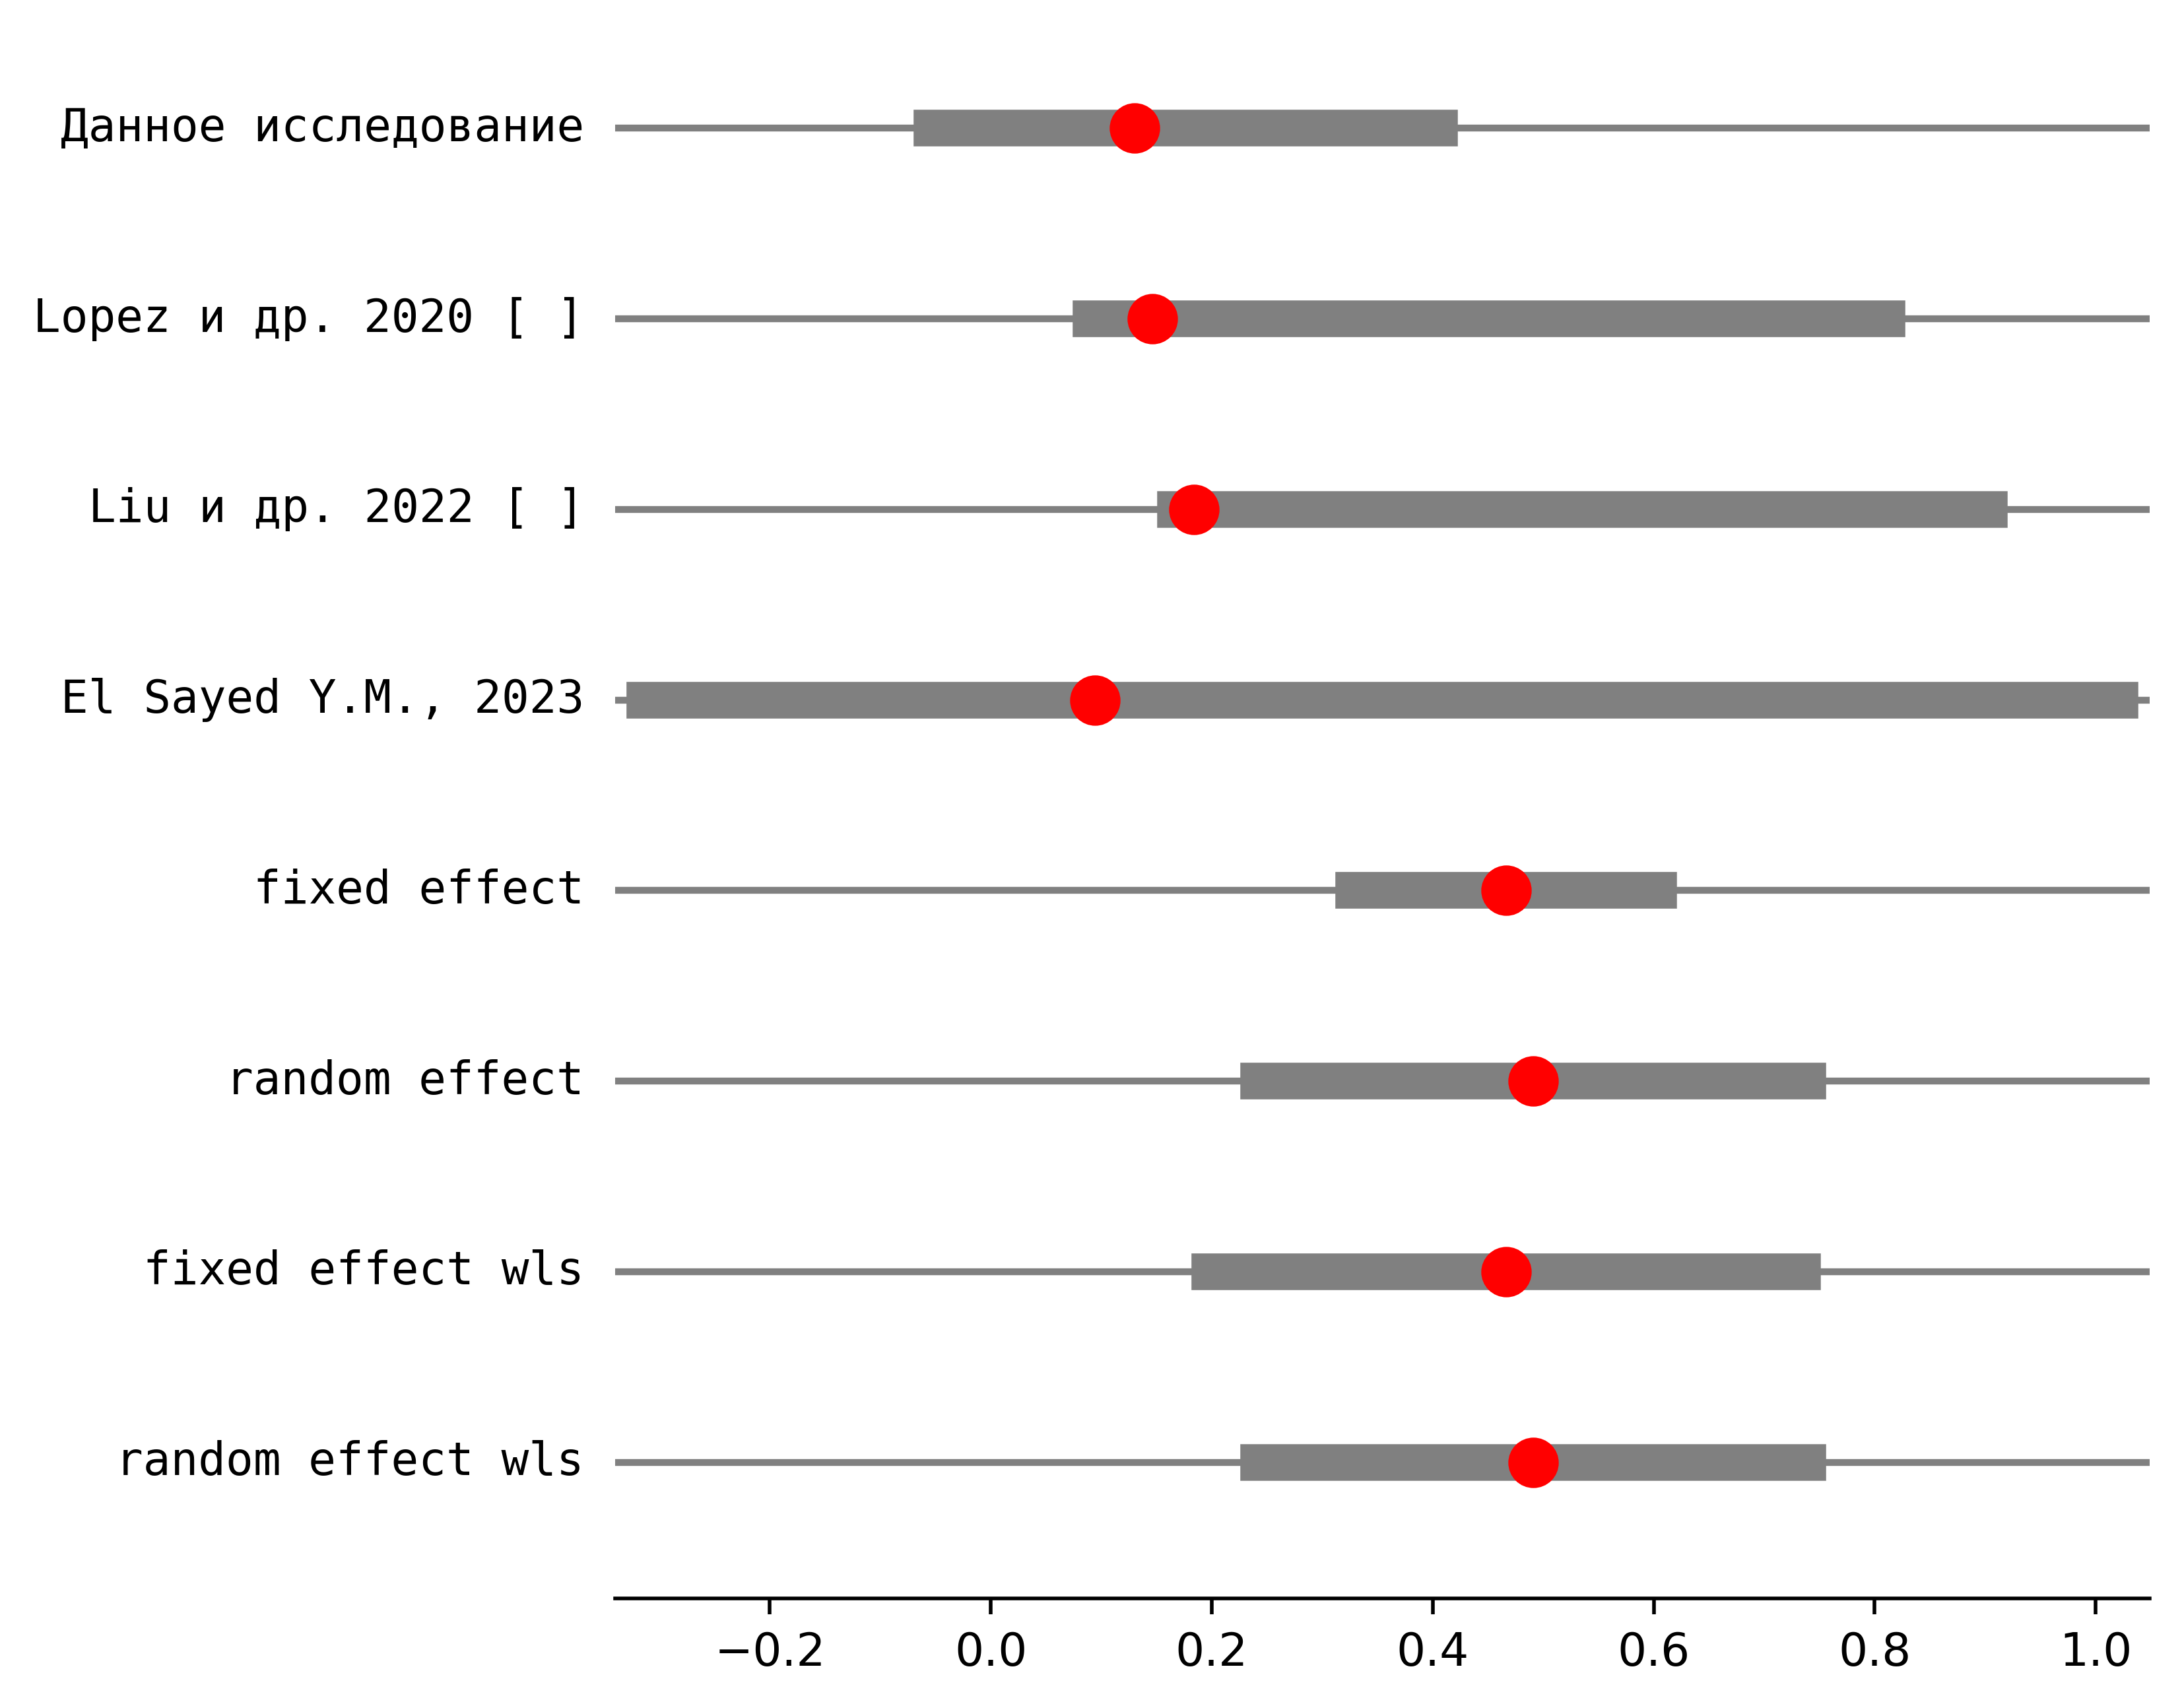 Данное исследование
Lopez и др. 2020 [ ]
Liu и др. 2022 [ ]
El Sayed Y.M., 2023
fixed effect
random effect
fixed effect wls
random effect wls
−0.2 0.0 0.2 0.4 0.6 0.8 1.0